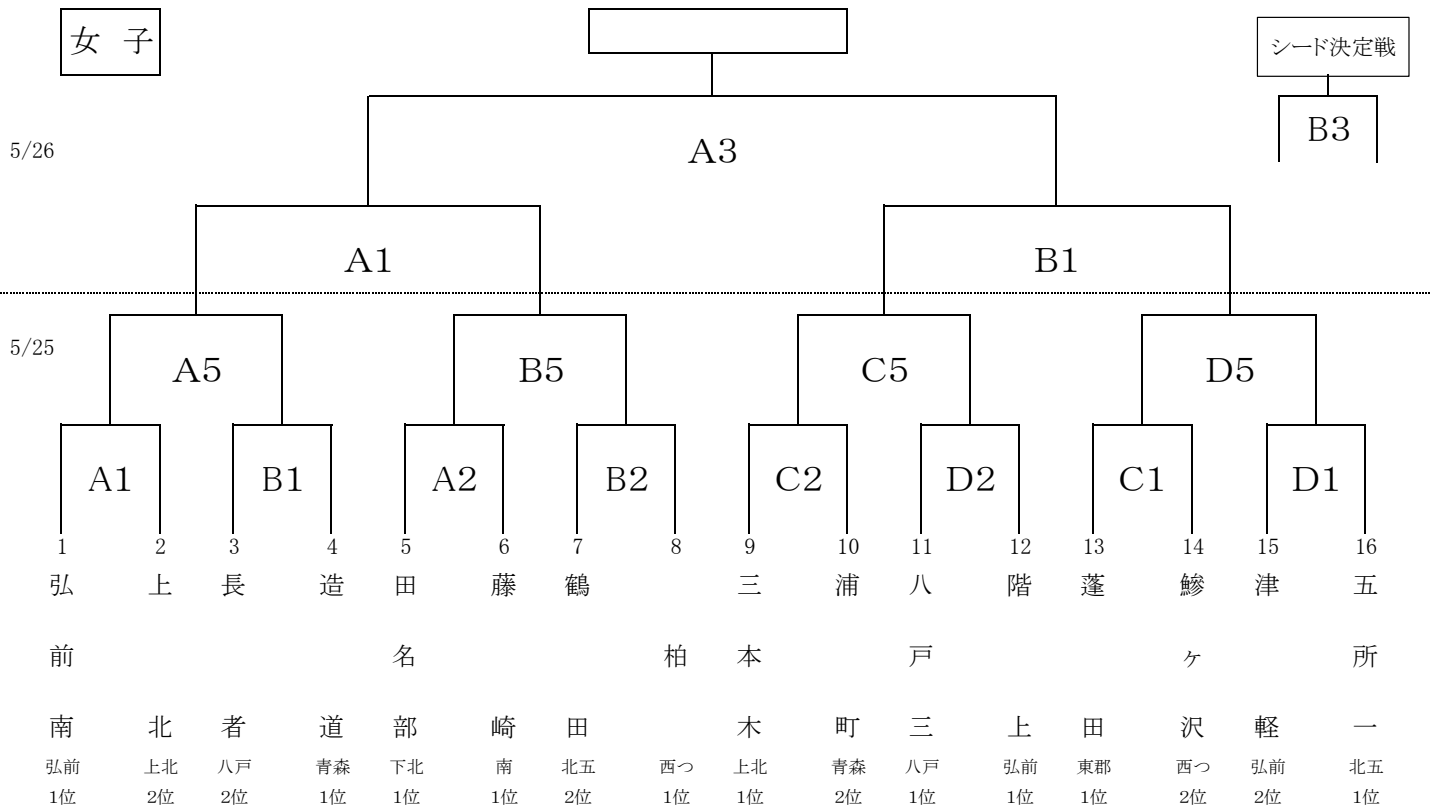 女 子
シード決定戦
B3
5/26
A3
A1
B1
5/25
A5
B5
C5
D5
A1
B1
A2
B2
C2
D2
C1
D1
1 2 3 4 5 6 7 8 9 10 11 12 13 14 15 16
弘前南
上北
長者
造道
田名部
藤崎
鶴田
柏
三本木
浦町
八戸三
階上
蓬田
鰺ヶ沢
津軽
五所一
弘前 上北 八戸 青森 下北 南 北五 西つ 上北 青森 八戸 弘前 東郡 西つ 弘前 北五
1位 2位 2位 1位 1位 1位 2位 1位 1位 2位 1位 1位 1位 2位 2位 1位